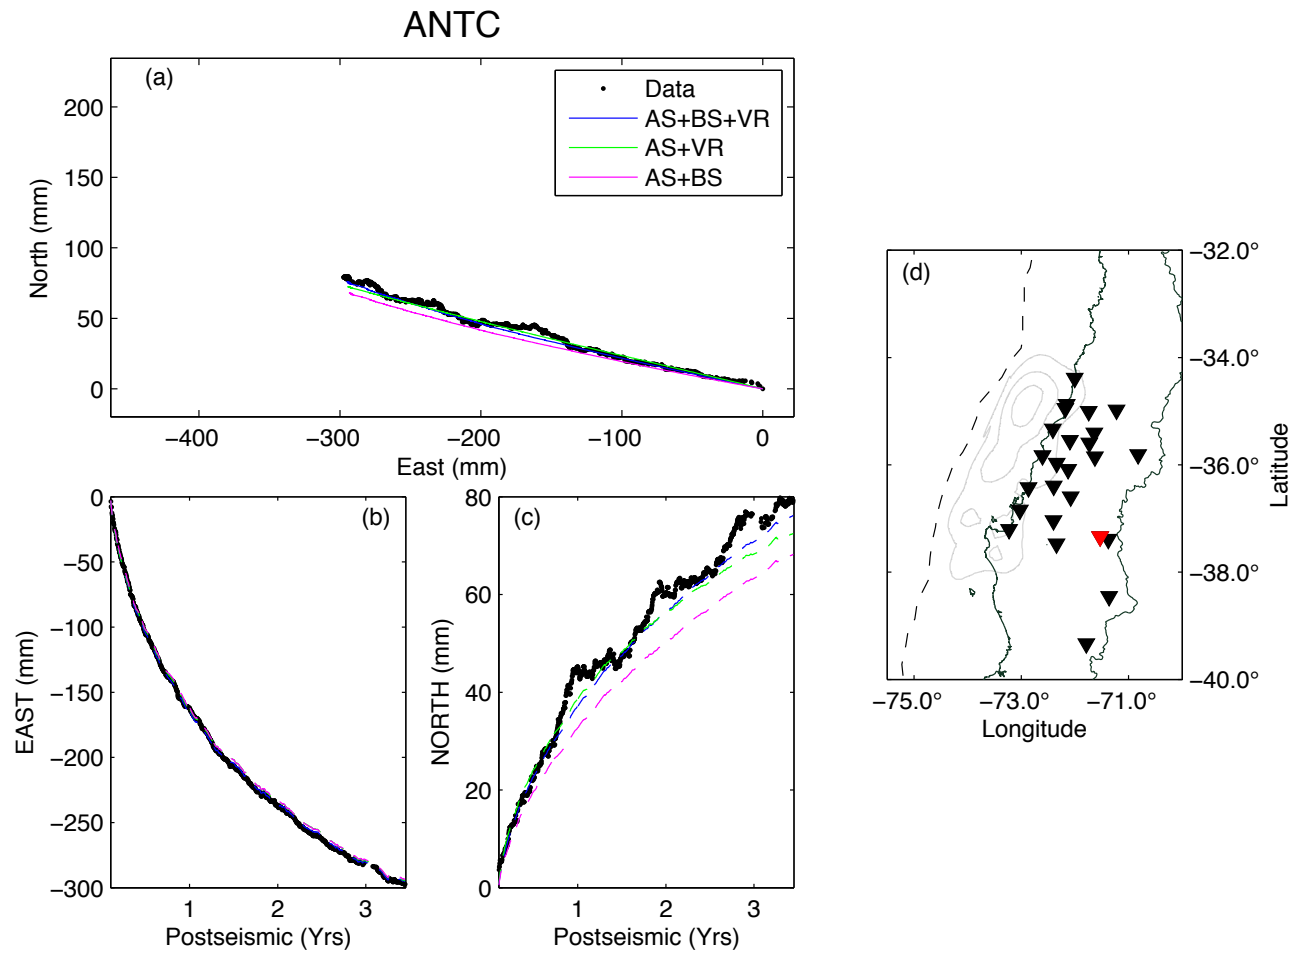 ANTC
(a)
Data
AS+BS+VR
AS+VR
AS+BS
200
150
100
50
0
North (mm)
−400
−300
−200
−100
0
East (mm)
(b)
0
−50
−100
−150
−200
−250
−300
EAST (mm)
1
2
3
Postseismic (Yrs)
(c)
80
60
40
20
0
NORTH (mm)
1
2
3
Postseismic (Yrs)
(d)
−32.0°
−34.0°
−36.0°
−38.0°
−40.0°
Latitude
−75.0°
−73.0°
−71.0°
Longitude